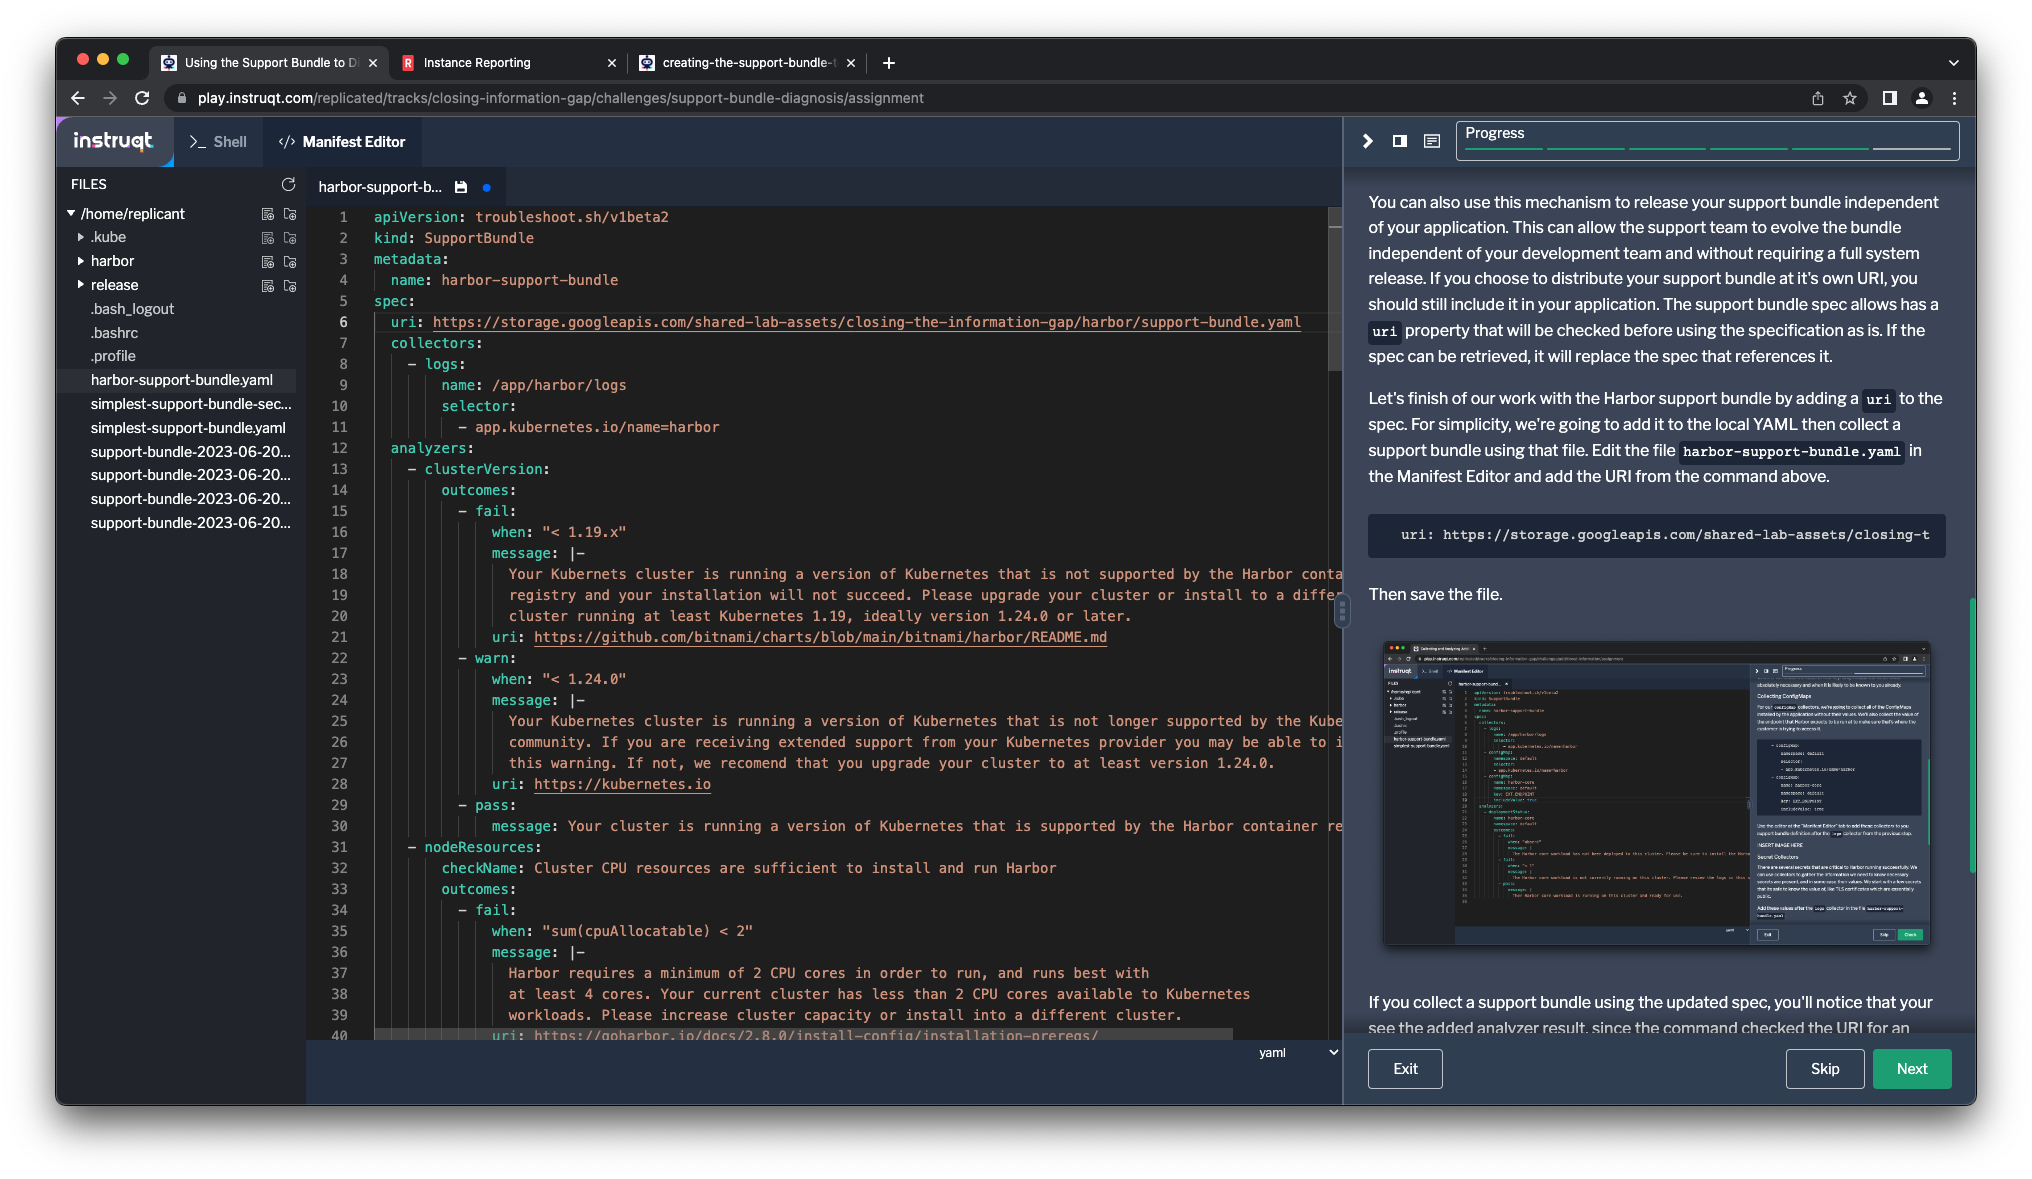 Using the Support Bundle to Di
Instance Reporting
creating-the-support-bundle-t
play.instruqt.com/replicated/tracks/closing-information-gap/challenges/support-bundle-diagnosis/assignment
instruqt
>_ Shell
</> Manifest Editor
Progress
FILES
/home/replicant
.kube
harbor
release
.bash_logout
.bashrc
.profile
harbor-support-bundle.yaml
simplest-support-bundle-sec...
simplest-support-bundle.yaml
support-bundle-2023-06-20...
support-bundle-2023-06-20...
support-bundle-2023-06-20...
support-bundle-2023-06-20...
harbor-support-b...
1 apiVersion: troubleshoot.sh/v1beta2
2 kind: SupportBundle
3 metadata:
4 name: harbor-support-bundle
5 spec:
6 uri: https://storage.googleapis.com/shared-lab-assets/closing-the-information-gap/harbor/support-bundle.yaml
7 collectors:
8 - logs:
9 name: /app/harbor/logs
10 selector:
11 - app.kubernetes.io/name=harbor
12 analyzers:
13 - clusterVersion:
14 outcomes:
15 - fail:
16 when: "< 1.19.x"
17 message: |-
18 Your Kubernets cluster is running a version of Kubernetes that is not supported by the Harbor conta
19 registry and your installation will not succeed. Please upgrade your cluster or install to a differ
20 cluster running at least Kubernetes 1.19, ideally version 1.24.0 or later.
21 uri: https://github.com/bitnami/charts/blob/main/bitnami/harbor/README.md
22 - warn:
23 when: "< 1.24.0"
24 message: |-
25 Your Kubernetes cluster is running a version of Kubernetes that is not longer supported by the Kube
26 community. If you are receiving extended support from your Kubernetes provider you may be able to i
27 this warning. If not, we recomend that you upgrade your cluster to at least version 1.24.0.
28 uri: https://kubernetes.io
29 - pass:
30 message: Your cluster is running a version of Kubernetes that is supported by the Harbor container re
31 - nodeResources:
32 checkName: Cluster CPU resources are sufficient to install and run Harbor
33 outcomes:
34 - fail:
35 when: "sum(cpuAllocatable) < 2"
36 message: |-
37 Harbor requires a minimum of 2 CPU cores in order to run, and runs best with
38 at least 4 cores. Your current cluster has less than 2 CPU cores available to Kubernetes
39 workloads. Please increase cluster capacity or install into a different cluster.
40 uri: https://goharbor.io/docs/2.8.0/install-config/installation-prereqs/
yaml
You can also use this mechanism to release your support bundle independent
of your application. This can allow the support team to evolve the bundle
independent of your development team and without requiring a full system
release. If you choose to distribute your support bundle at it's own URI, you
should still include it in your application. The support bundle spec allows has a
uri property that will be checked before using the specification as is. If the
spec can be retrieved, it will replace the spec that references it.
Let's finish of our work with the Harbor support bundle by adding a uri to the
spec. For simplicity, we're going to add it to the local YAML then collect a
support bundle using that file. Edit the file harbor-support-bundle.yaml in
the Manifest Editor and add the URI from the command above.
uri: https://storage.googleapis.com/shared-lab-assets/closing-t
Then save the file.
If you collect a support bundle using the updated spec, you'll notice that your
see the added analyzer result, since the command checked the URI for an
Exit
Skip
Next